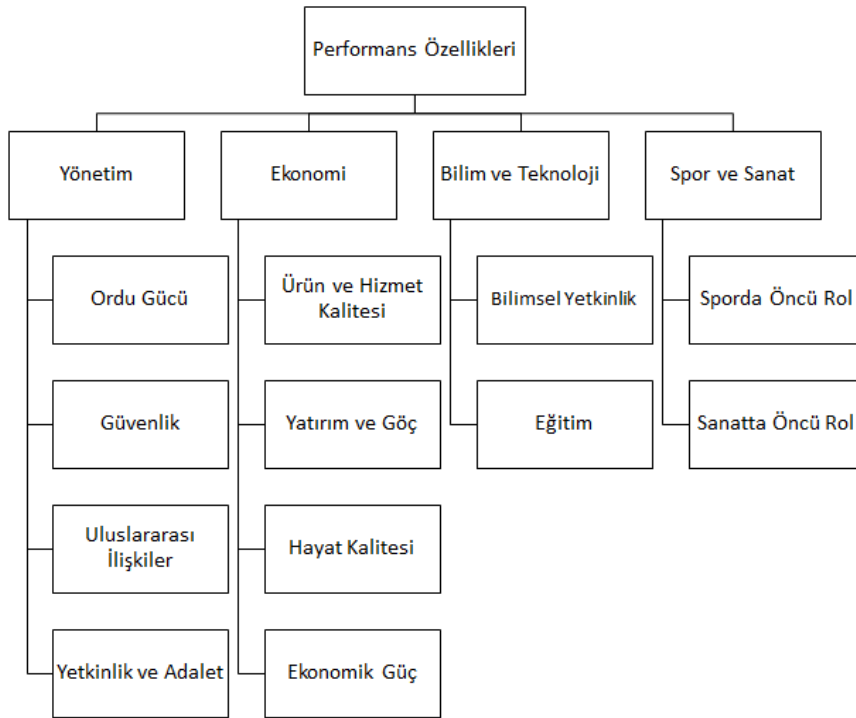 Performans Özellikleri
Yönetim
Ekonomi
Bilim ve Teknoloji
Spor ve Sanat
Ordu Gücü
Ürün ve Hizmet
Kalitesi
Bilimsel Yetkinlik
Sporda Öncü Rol
Güvenlik
Yatırım ve Göç
Eğitim
Sanatta Öncü Rol
Uluslararası
İlişkiler
Hayat Kalitesi
Yetkinlik ve Adalet
Ekonomik Güç